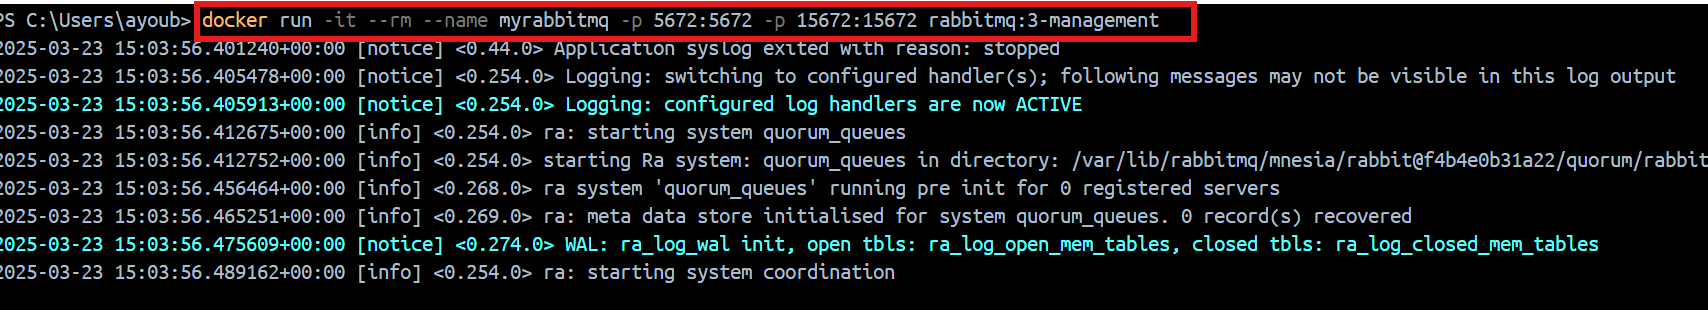 PS C:\Users\ayoub> docker run -it --rm --name myrabbitmq -p 5672:5672 -p 15672:15672 rabbitmq:3-management
2025-03-23 15:03:56.401240+00:00 [notice] <0.44.0> Application syslog exited with reason: stopped
2025-03-23 15:03:56.405478+00:00 [notice] <0.254.0> Logging: switching to configured handler(s); following messages may not be visible in this log output
2025-03-23 15:03:56.405913+00:00 [notice] <0.254.0> Logging: configured log handlers are now ACTIVE
2025-03-23 15:03:56.412675+00:00 [info] <0.254.0> ra: starting system quorum_queues
2025-03-23 15:03:56.412752+00:00 [info] <0.254.0> starting Ra system: quorum_queues in directory: /var/lib/rabbitmq/mnesia/rabbit@f4b4e0b31a22/quorum/rabbit
2025-03-23 15:03:56.456464+00:00 [info] <0.268.0> ra system 'quorum_queues' running pre init for 0 registered servers
2025-03-23 15:03:56.465251+00:00 [info] <0.269.0> ra: meta data store initialised for system quorum_queues. 0 record(s) recovered
2025-03-23 15:03:56.475609+00:00 [notice] <0.274.0> WAL: ra_log_wal init, open tbls: ra_log_open_mem_tables, closed tbls: ra_log_closed_mem_tables
2025-03-23 15:03:56.489162+00:00 [info] <0.254.0> ra: starting system coordination